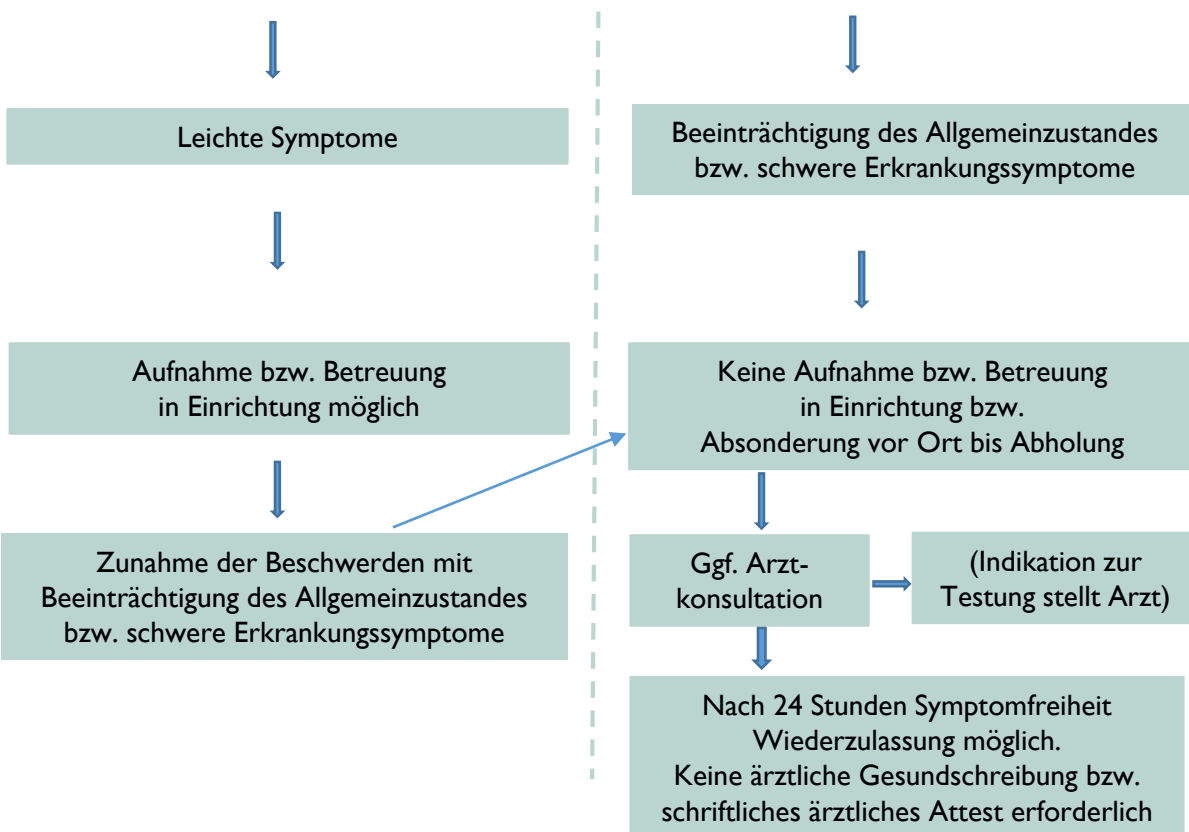 Leichte Symptome
Aufnahme bzw. Betreuung
in Einrichtung möglich
Zunahme der Beschwerden mit
Beeinträchtigung des Allgemeinzustandes
bzw. schwere Erkrankungssymptome
Beeinträchtigung des Allgemeinzustandes
bzw. schwere Erkrankungssymptome
Keine Aufnahme bzw. Betreuung
in Einrichtung bzw.
Absonderung vor Ort bis Abholung
Ggf. Arzt-
konsultation
(Indikation zur
Testung stellt Arzt)
Nach 24 Stunden Symptomfreiheit
Wiederzulassung möglich.
Keine ärztliche Gesundschreibung bzw.
schriftliches ärztliches Attest erforderlich